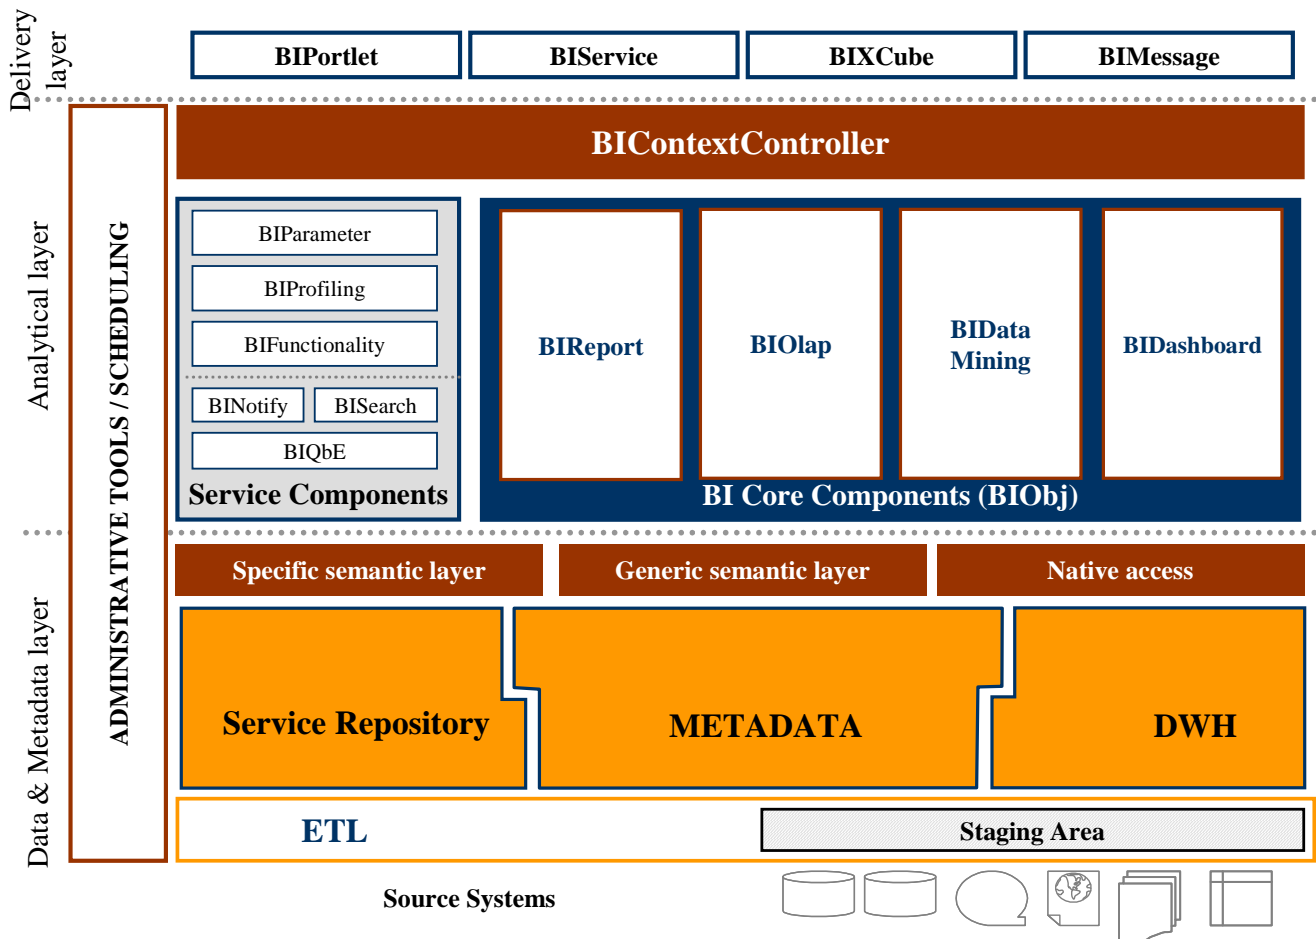 Delivery
layer
BIPortlet
BIService
BIXCube
BIMessage
ADMINISTRATIVE TOOLS / SCHEDULING
BIContextController
Analytical layer
BIParameter
BIProfiling
BIFunctionality
BINotify
BISearch
BIQbE
Service Components
BIReport
BIOlap
BIData
Mining
BIDashboard
BI Core Components (BIObj)
Data & Metadata layer
Specific semantic layer
Generic semantic layer
Native access
Service Repository
METADATA
DWH
ETL
Staging Area
Source Systems